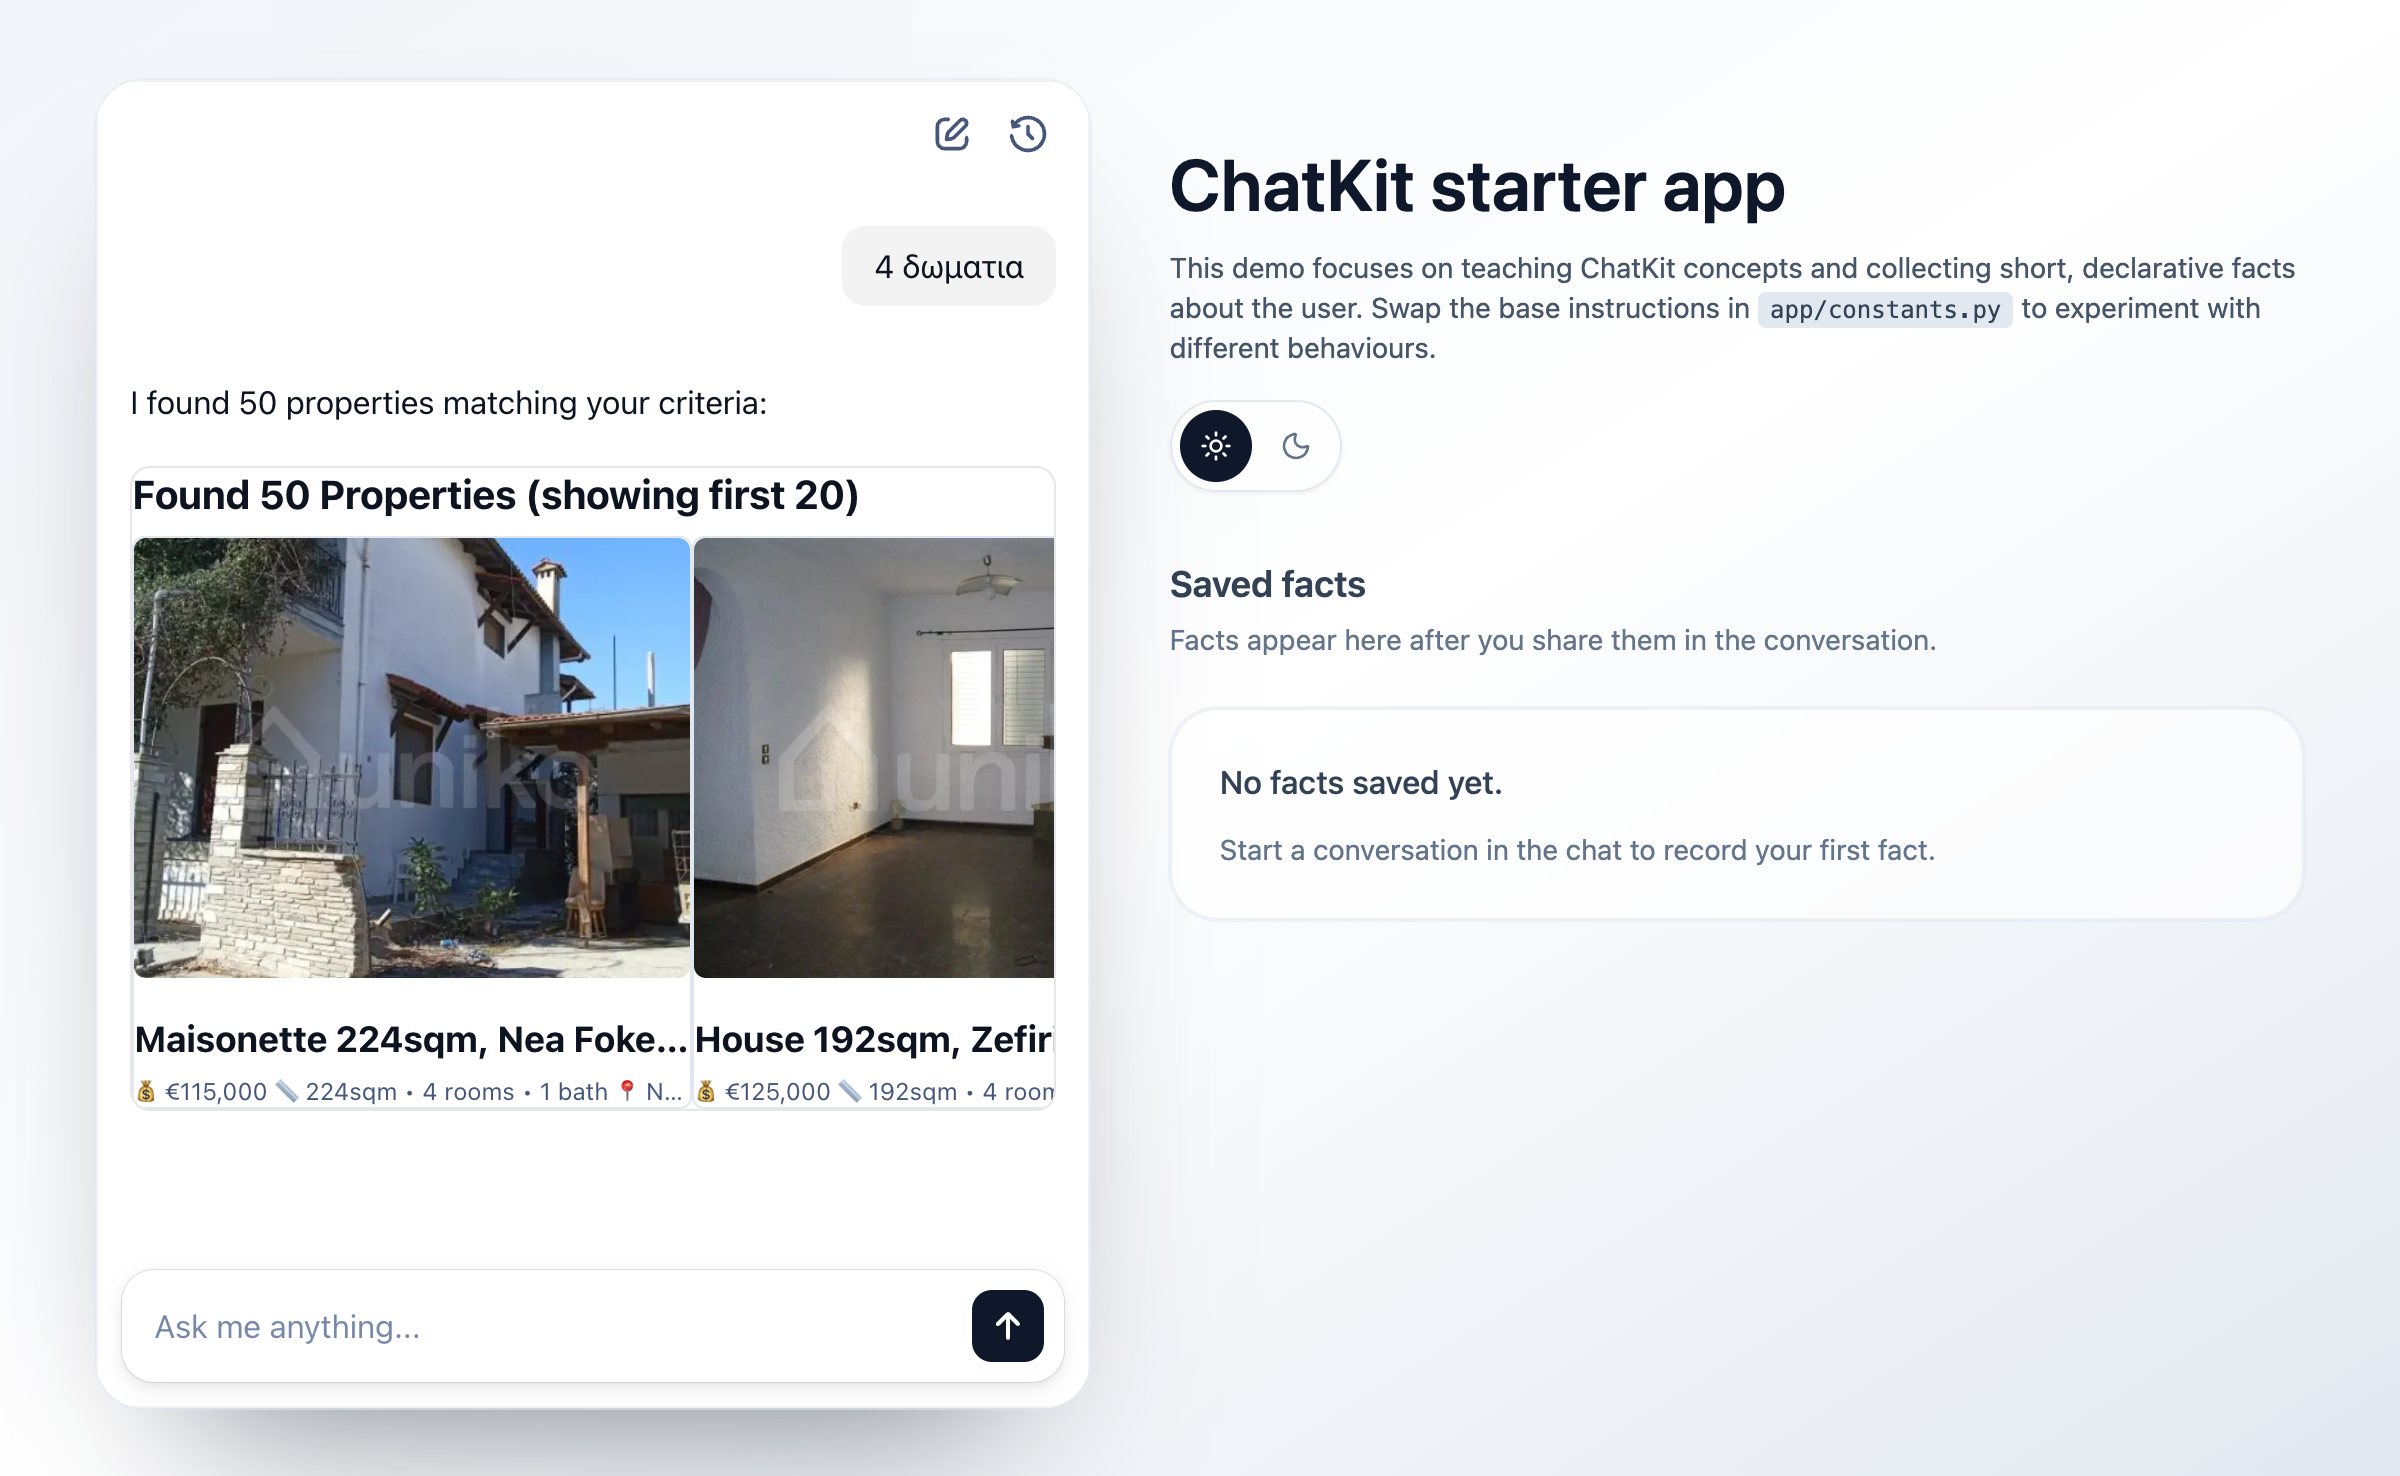 4 δωματια
I found 50 properties matching your criteria:
Found 50 Properties (showing first 20)
uniko
uni
Maisonette 224sqm, Nea Foke...
💰 €115,000 📏 224sqm • 4 rooms • 1 bath 📍 N...
House 192sqm, Zefiri
💰 €125,000 📏 192sqm • 4 room
Ask me anything...
ChatKit starter app
This demo focuses on teaching ChatKit concepts and collecting short, declarative facts
about the user. Swap the base instructions in app/constants.py to experiment with
different behaviours.
Saved facts
Facts appear here after you share them in the conversation.
No facts saved yet.
Start a conversation in the chat to record your first fact.